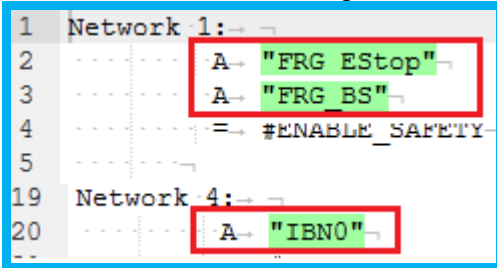 1 Network 1:
2 A "FRG EStop"
3 A "FRG_BS"
4 = #ENABLE_SAFETY
5
19 Network 4:
20 A "IBN0"